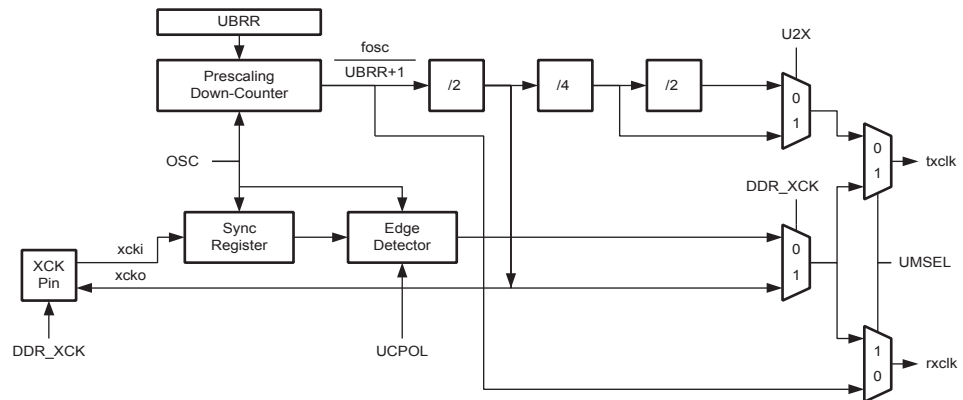 UBRR
fosc
U2X
Prescaling
Down-Counter
UBRR+1
/2
/4
/2
0
1
OSC
0
1
txclk
DDR_XCK
Sync
Register
Edge
Detector
xcki
0
1
XCK
Pin
xcko
UMSEL
DDR_XCK
UCPOL
1
0
rxclk